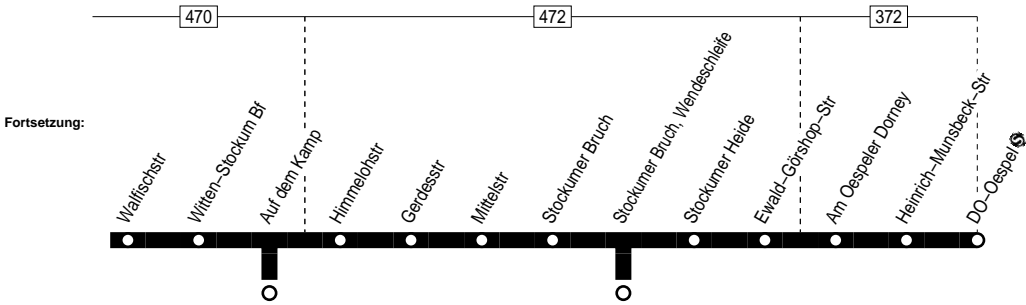 470 472 372
Fortsetzung:
Walfischstr
Witten−Stockum Bf
Auf dem Kamp
Himmelohstr
Gerdesstr
Mittelstr
Stockumer Bruch
Stockumer Bruch, Wendeschleife
Stockumer Heide
Ewald−Görshop−Str
Am Oespeler Dorney
Heinrich−Munsbeck−Str
DO−Oespel S